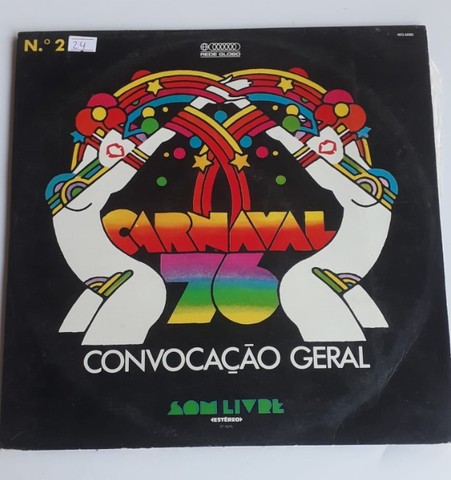 N.º 2
24
REDE GLOBO
CARNAVAL
76
CONVOCAÇÃO GERAL
SOM LIVRE
ESTÉREO